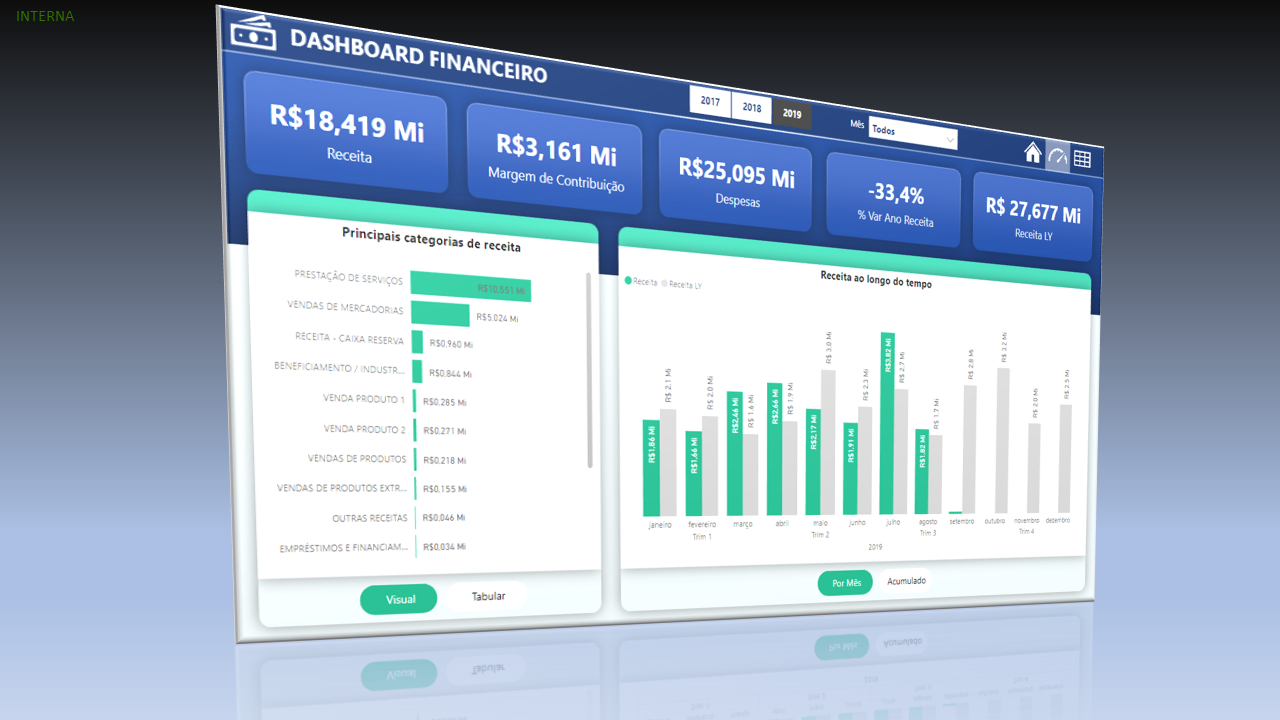 INTERNA
DASHBOARD FINANCEIRO
2017
2018
2019
Mês
Todos
R$18,419 Mi
Receita
R$3,161 Mi
Margem de Contribuição
R$25,095 Mi
Despesas
-33,4%
% Var Ano Receita
R$ 27,677 Mi
Receita LY
Principais categorias de receita
PRESTAÇÃO DE SERVIÇOS R$10,551 Mi
VENDAS DE MERCADORIAS R$5,024 Mi
RECEITA - CAIXA RESERVA R$0,960 Mi
BENEFICIAMENTO / INDUSTR... R$0,844 Mi
VENDA PRODUTO 1 R$0,285 Mi
VENDA PRODUTO 2 R$0,271 Mi
VENDAS DE PRODUTOS R$0,218 Mi
VENDAS DE PRODUTOS EXTR... R$0,155 Mi
OUTRAS RECEITAS R$0,046 Mi
EMPRÉSTIMOS E FINANCIAM... R$0,034 Mi
Visual
Tabular
Receita ao longo do tempo
Receita Receita LY
R$1,86 Mi
R$ 2,1 Mi
R$1,66 Mi
R$ 2,0 Mi
R$2,46 Mi
R$ 1,6 Mi
R$2,66 Mi
R$ 1,9 Mi
R$2,17 Mi
R$ 3,0 Mi
R$1,91 Mi
R$ 2,3 Mi
R$3,82 Mi
R$ 2,7 Mi
R$1,82 Mi
R$ 1,7 Mi
R$ 2,8 Mi
R$ 3,2 Mi
R$ 2,0 Mi
R$ 2,5 Mi
janeiro fevereiro março abril maio junho julho agosto setembro outubro novembro dezembro
Trim 1 Trim 2 Trim 3 Trim 4
2019
Por Mês
Acumulado